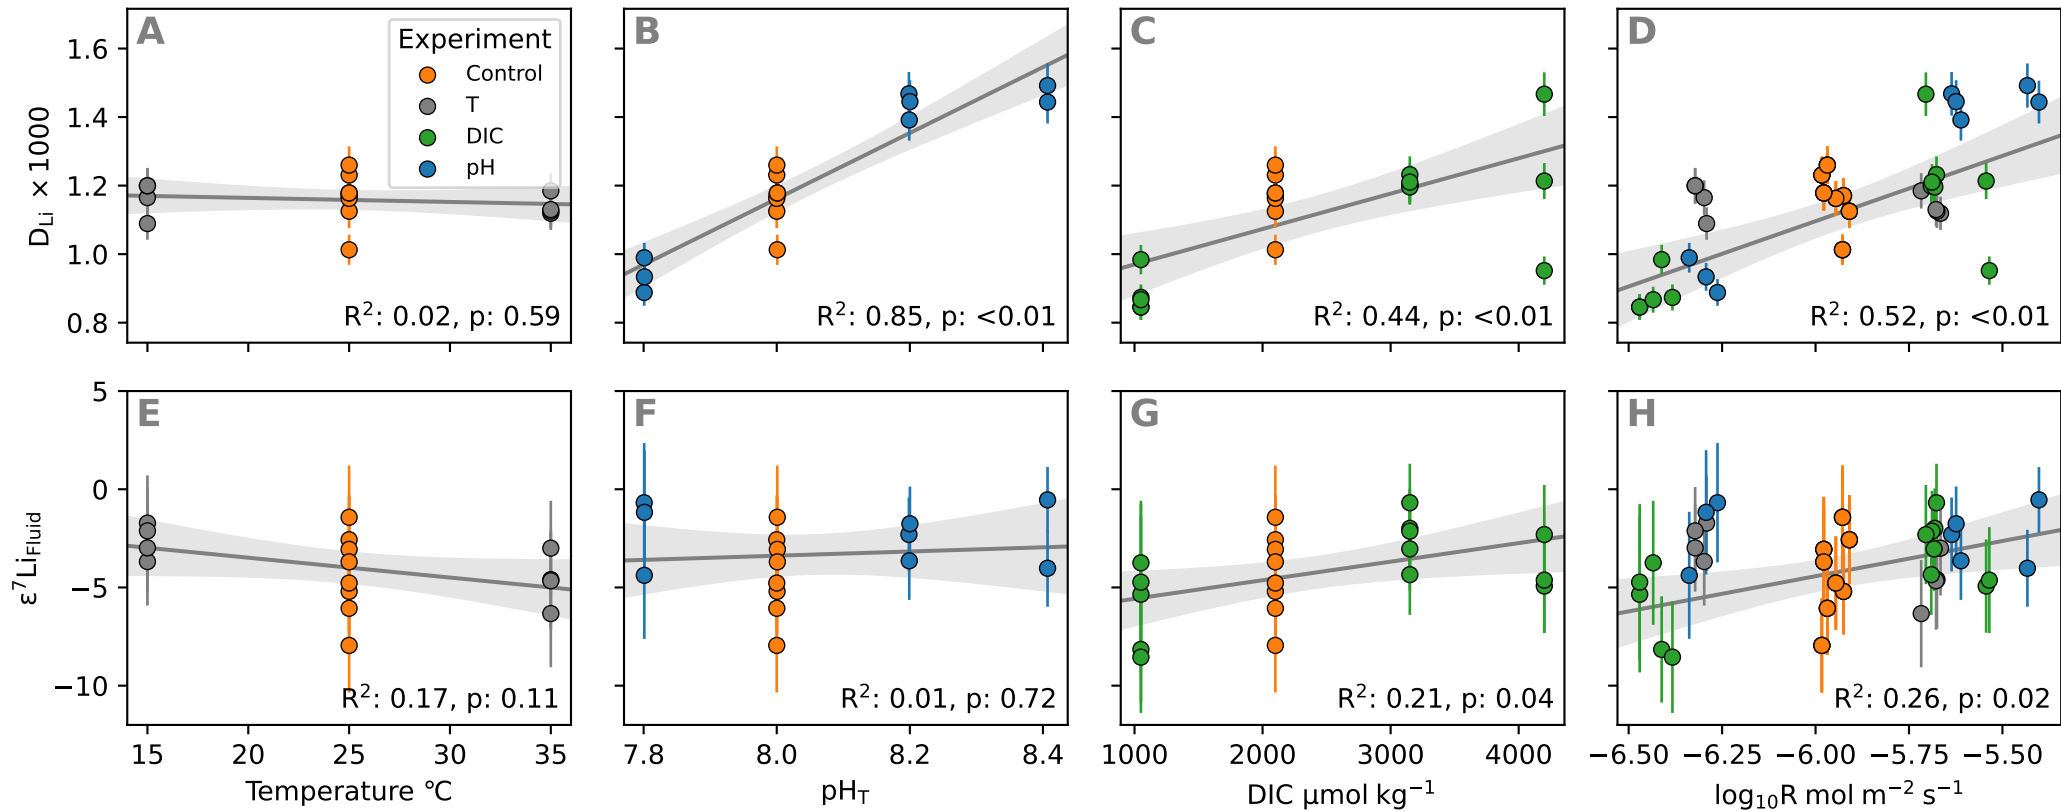 A
B
C
D
Experiment
Control
T
DIC
pH
1.6
1.4
1.2
1.0
0.8
D_Li × 1000
R²: 0.02, p: 0.59
R²: 0.85, p: <0.01
R²: 0.44, p: <0.01
R²: 0.52, p: <0.01
E
F
G
H
5
0
−5
−10
ε⁷Li_Fluid
R²: 0.17, p: 0.11
R²: 0.01, p: 0.72
R²: 0.21, p: 0.04
R²: 0.26, p: 0.02
15 20 25 30 35
7.8 8.0 8.2 8.4
1000 2000 3000 4000
−6.50 −6.25 −6.00 −5.75 −5.50
Temperature °C
pH_T
DIC µmol kg⁻¹
log₁₀R mol m⁻² s⁻¹